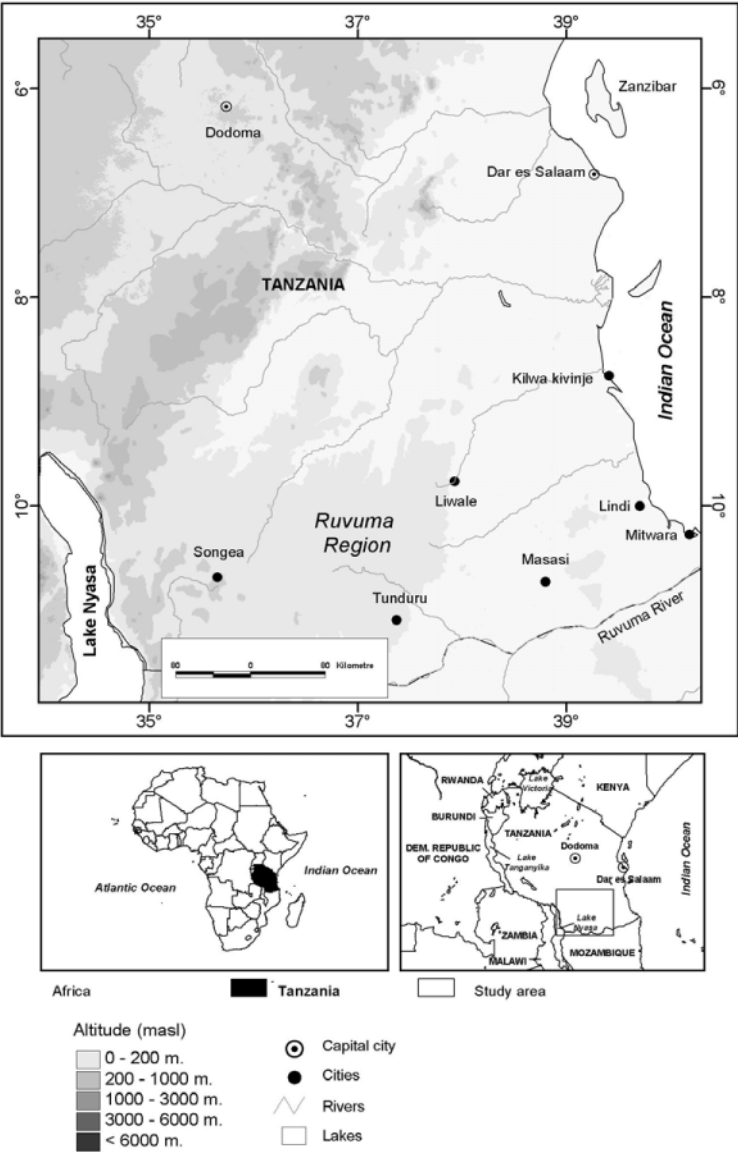 35°
37°
39°
6°
6°
Zanzibar
Dodoma
Dar es Salaam
TANZANIA
8°
8°
Indian Ocean
Kilwa kivinje
Liwale
10°
10°
Lindi
Ruvuma
Region
Mitwara
Songea
Masasi
Tunduru
Ruvuma River
Lake Nyasa
80 0 80 Kilometre
35°
37°
39°
Atlantic Ocean
Indian Ocean
RWANDA
Lake
Victoria
KENYA
BURUNDI
TANZANIA
Dodoma
DEM. REPUBLIC
OF CONGO
Lake
Tanganyika
Dar es Salaam
Indian Ocean
Lake
Nyasa
ZAMBIA
MALAWI
MOZAMBIQUE
Africa
Tanzania
Study area
Altitude (masl)
0 - 200 m.
200 - 1000 m.
1000 - 3000 m.
3000 - 6000 m.
< 6000 m.
Capital city
Cities
Rivers
Lakes